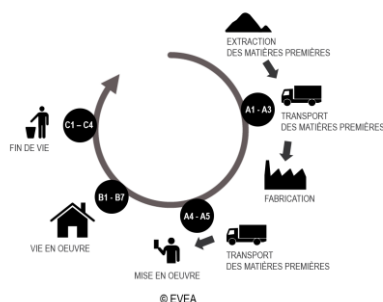 EXTRACTION
DES MATIÈRES PREMIÈRES
A1 - A3
TRANSPORT
DES MATIÈRES PREMIÈRES
FABRICATION
A4 - A5
TRANSPORT
DES MATIÈRES PREMIÈRES
MISE EN OEUVRE
B1 - B7
VIE EN OEUVRE
C1 – C4
FIN DE VIE
© EVEA